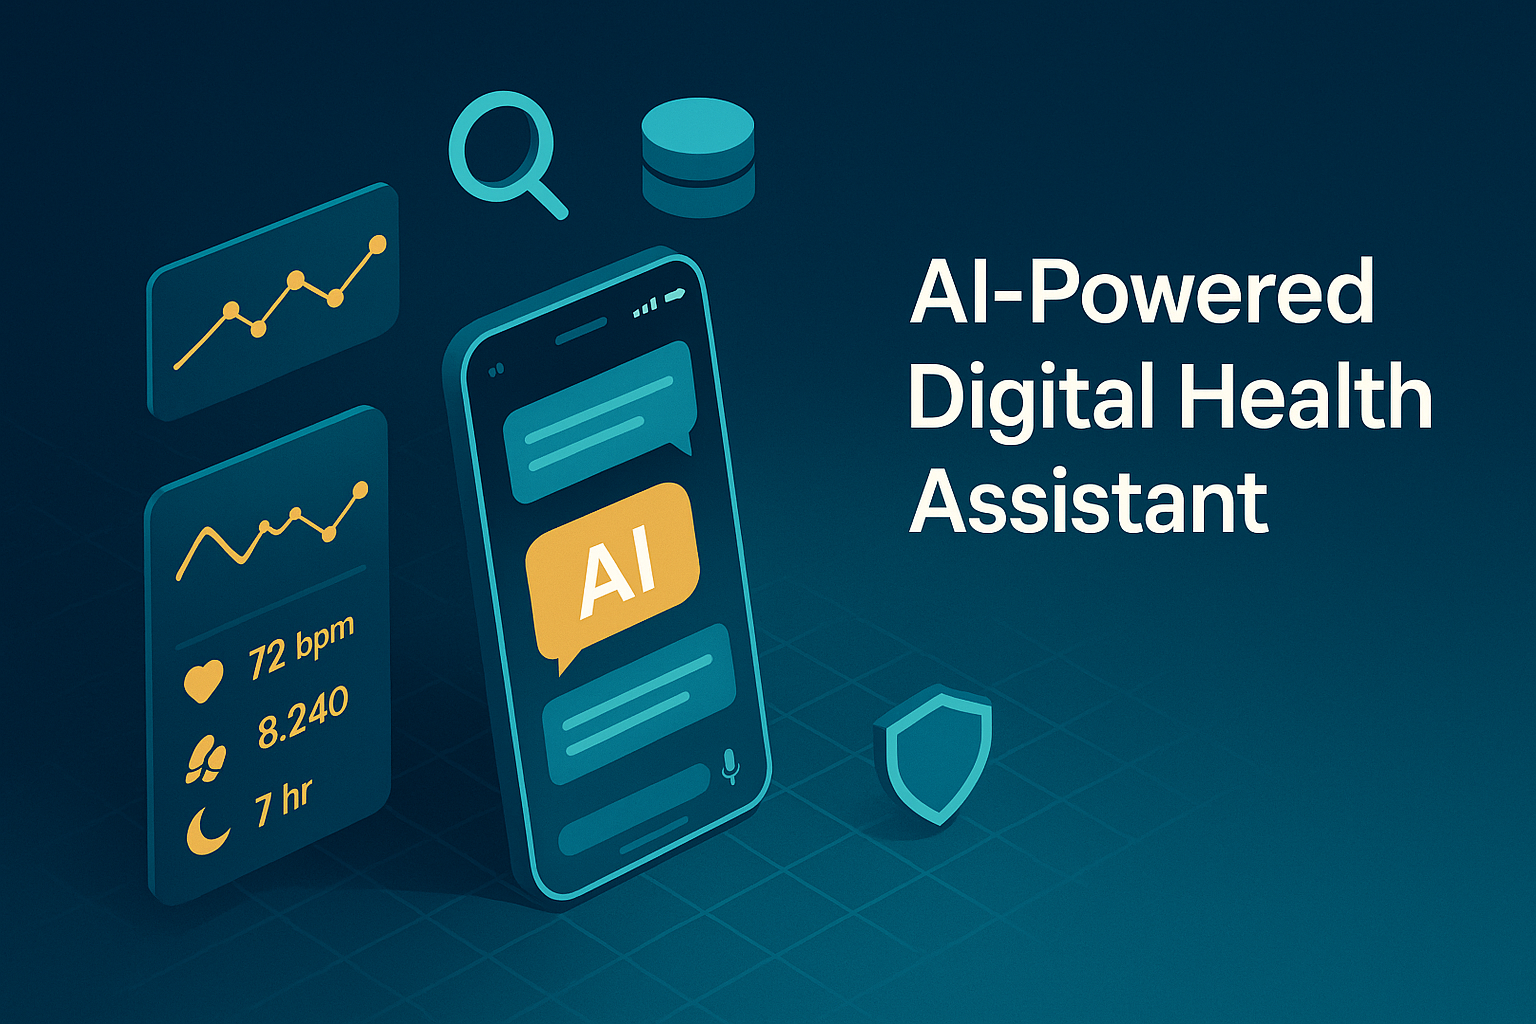 AI-Powered
Digital Health
Assistant
AI
72 bpm
8.240
7 hr